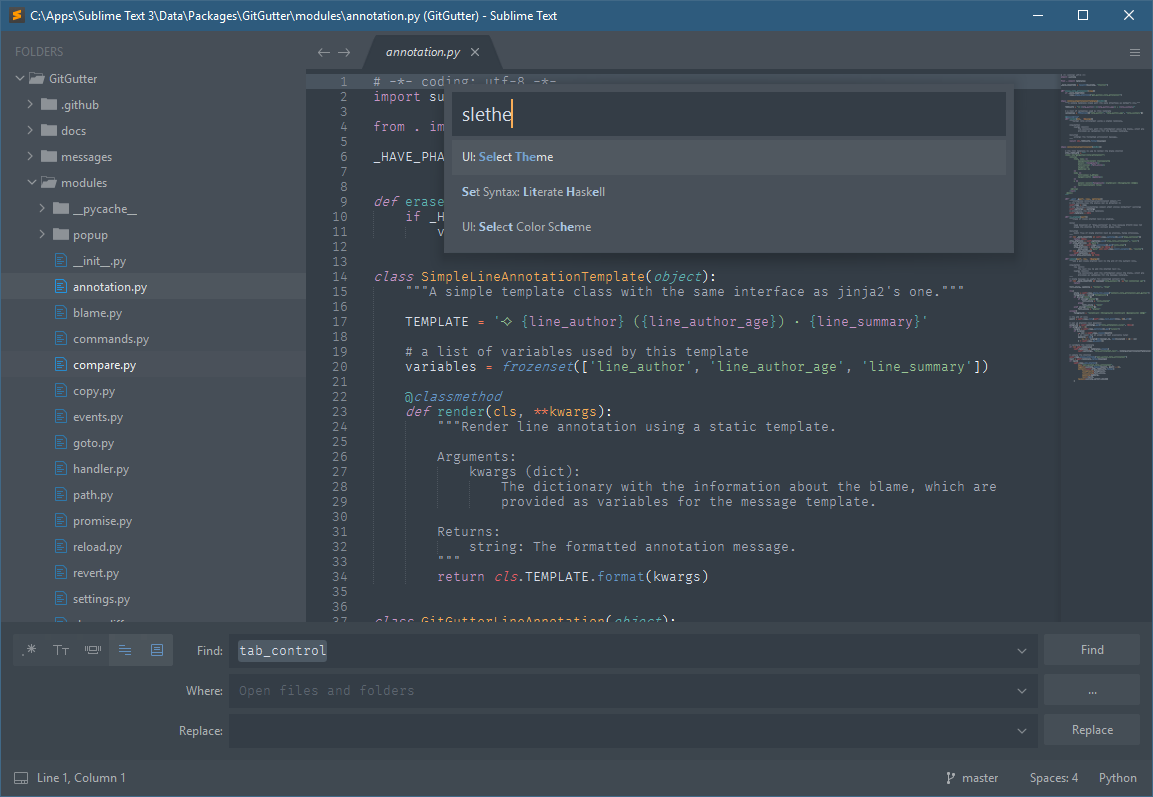 C:\Apps\Sublime Text 3\Data\Packages\GitGutter\modules\annotation.py (GitGutter) - Sublime Text
FOLDERS
GitGutter
.github
docs
messages
modules
__pycache__
popup
__init__.py
annotation.py
blame.py
commands.py
compare.py
copy.py
events.py
goto.py
handler.py
path.py
promise.py
reload.py
revert.py
settings.py
annotation.py
slethe
UI: Select Theme
Set Syntax: Literate Haskell
UI: Select Color Scheme
1 # -*- coding: utf-8 -*-
2 import su
3
4 from . im
5
6 _HAVE_PHA
7
8
9 def erase
10 if _H
11 v
12
13
14 class SimpleLineAnnotationTemplate(object):
15 """A simple template class with the same interface as jinja2's one."""
16
17 TEMPLATE = '⟣ {line_author} ({line_author_age}) · {line_summary}'
18
19 # a list of variables used by this template
20 variables = frozenset(['line_author', 'line_author_age', 'line_summary'])
21
22 @classmethod
23 def render(cls, **kwargs):
24 """Render line annotation using a static template.
25
26 Arguments:
27 kwargs (dict):
28 The dictionary with the information about the blame, which are
29 provided as variables for the message template.
30
31 Returns:
32 string: The formatted annotation message.
33 """
34 return cls.TEMPLATE.format(kwargs)
35
36
37 class GitGutterLineAnnotation(object):
.* Tт
Find: tab_control
Find
Where: Open files and folders
...
Replace:
Replace
Line 1, Column 1
master
Spaces: 4
Python